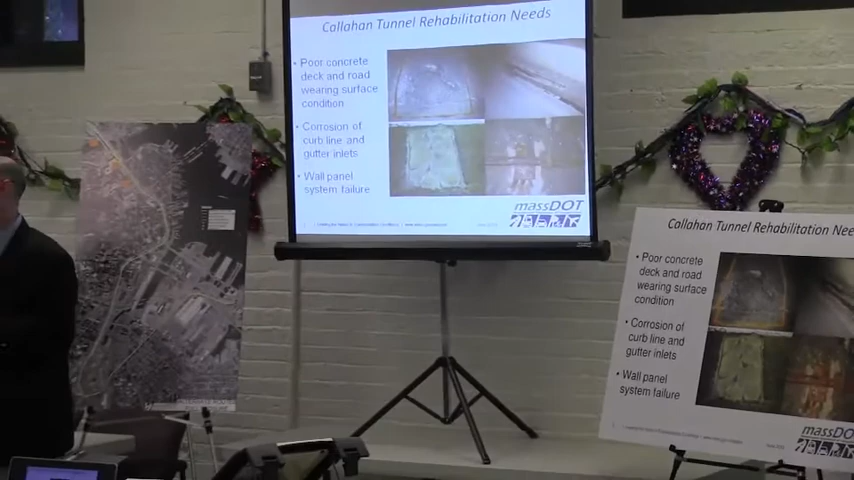 Callahan Tunnel Rehabilitation Needs
• Poor concrete
deck and road
wearing surface
condition
• Corrosion of
curb line and
gutter inlets
• Wall panel
system failure
massDOT
Callahan Tunnel Rehabilitation Needs
• Poor concrete
deck and road
wearing surface
condition
• Corrosion of
curb line and
gutter inlets
• Wall panel
system failure
massDOT